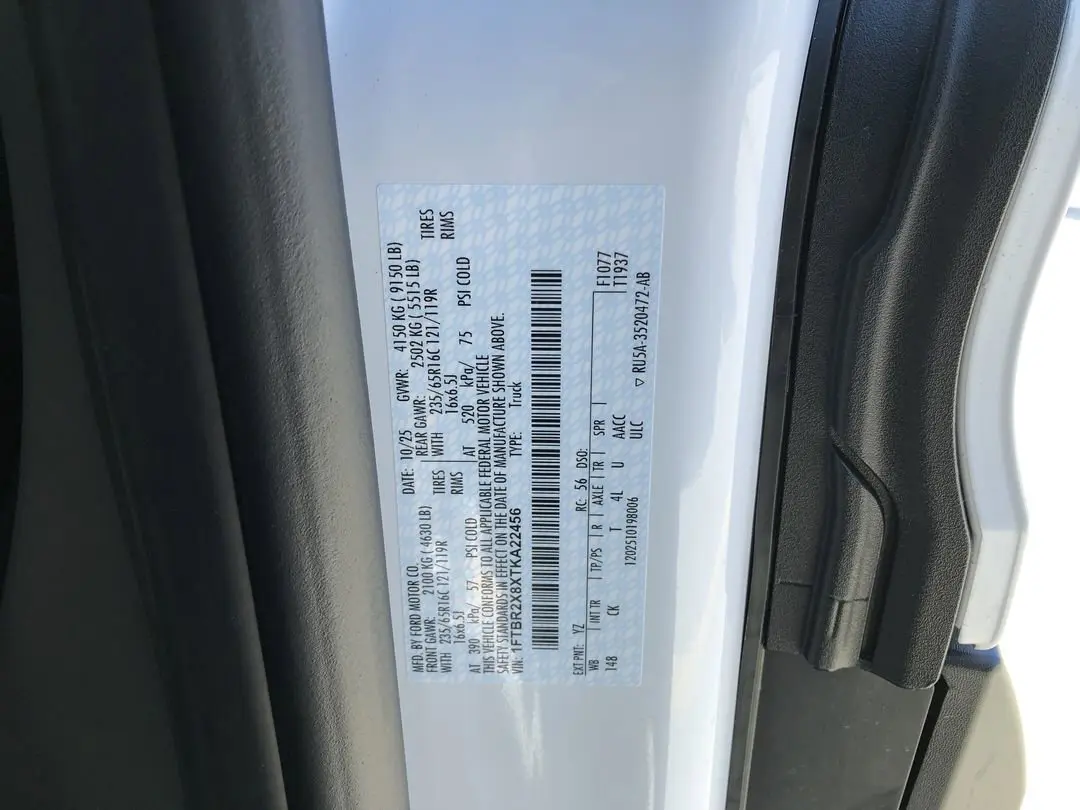 MFD. BY FORD MOTOR CO.
DATE: 10/25 GVWR: 4150 KG ( 9150 LB)
FRONT GAWR: 2100 KG ( 4630 LB)
REAR GAWR: 2502 KG ( 5515 LB)
WITH 235/65R16C 121/119R TIRES
WITH 235/65R16C 121/119R TIRES
16x6.5J RIMS
16x6.5J RIMS
AT 390 kPa/ 57 PSI COLD
AT 520 kPa/ 75 PSI COLD
THIS VEHICLE CONFORMS TO ALL APPLICABLE FEDERAL MOTOR VEHICLE
SAFETY STANDARDS IN EFFECT ON THE DATE OF MANUFACTURE SHOWN ABOVE.
VIN: 1FTBR2X8XTKA22456 TYPE: Truck
EXT PNT: YZ RC: 56 DSO:
WB INT TR TP/PS R AXLE TR SPR F1077
148 CK T 4L U AACC T1937
ULC
120251019B006 ▽ RU5A-3520472-AB